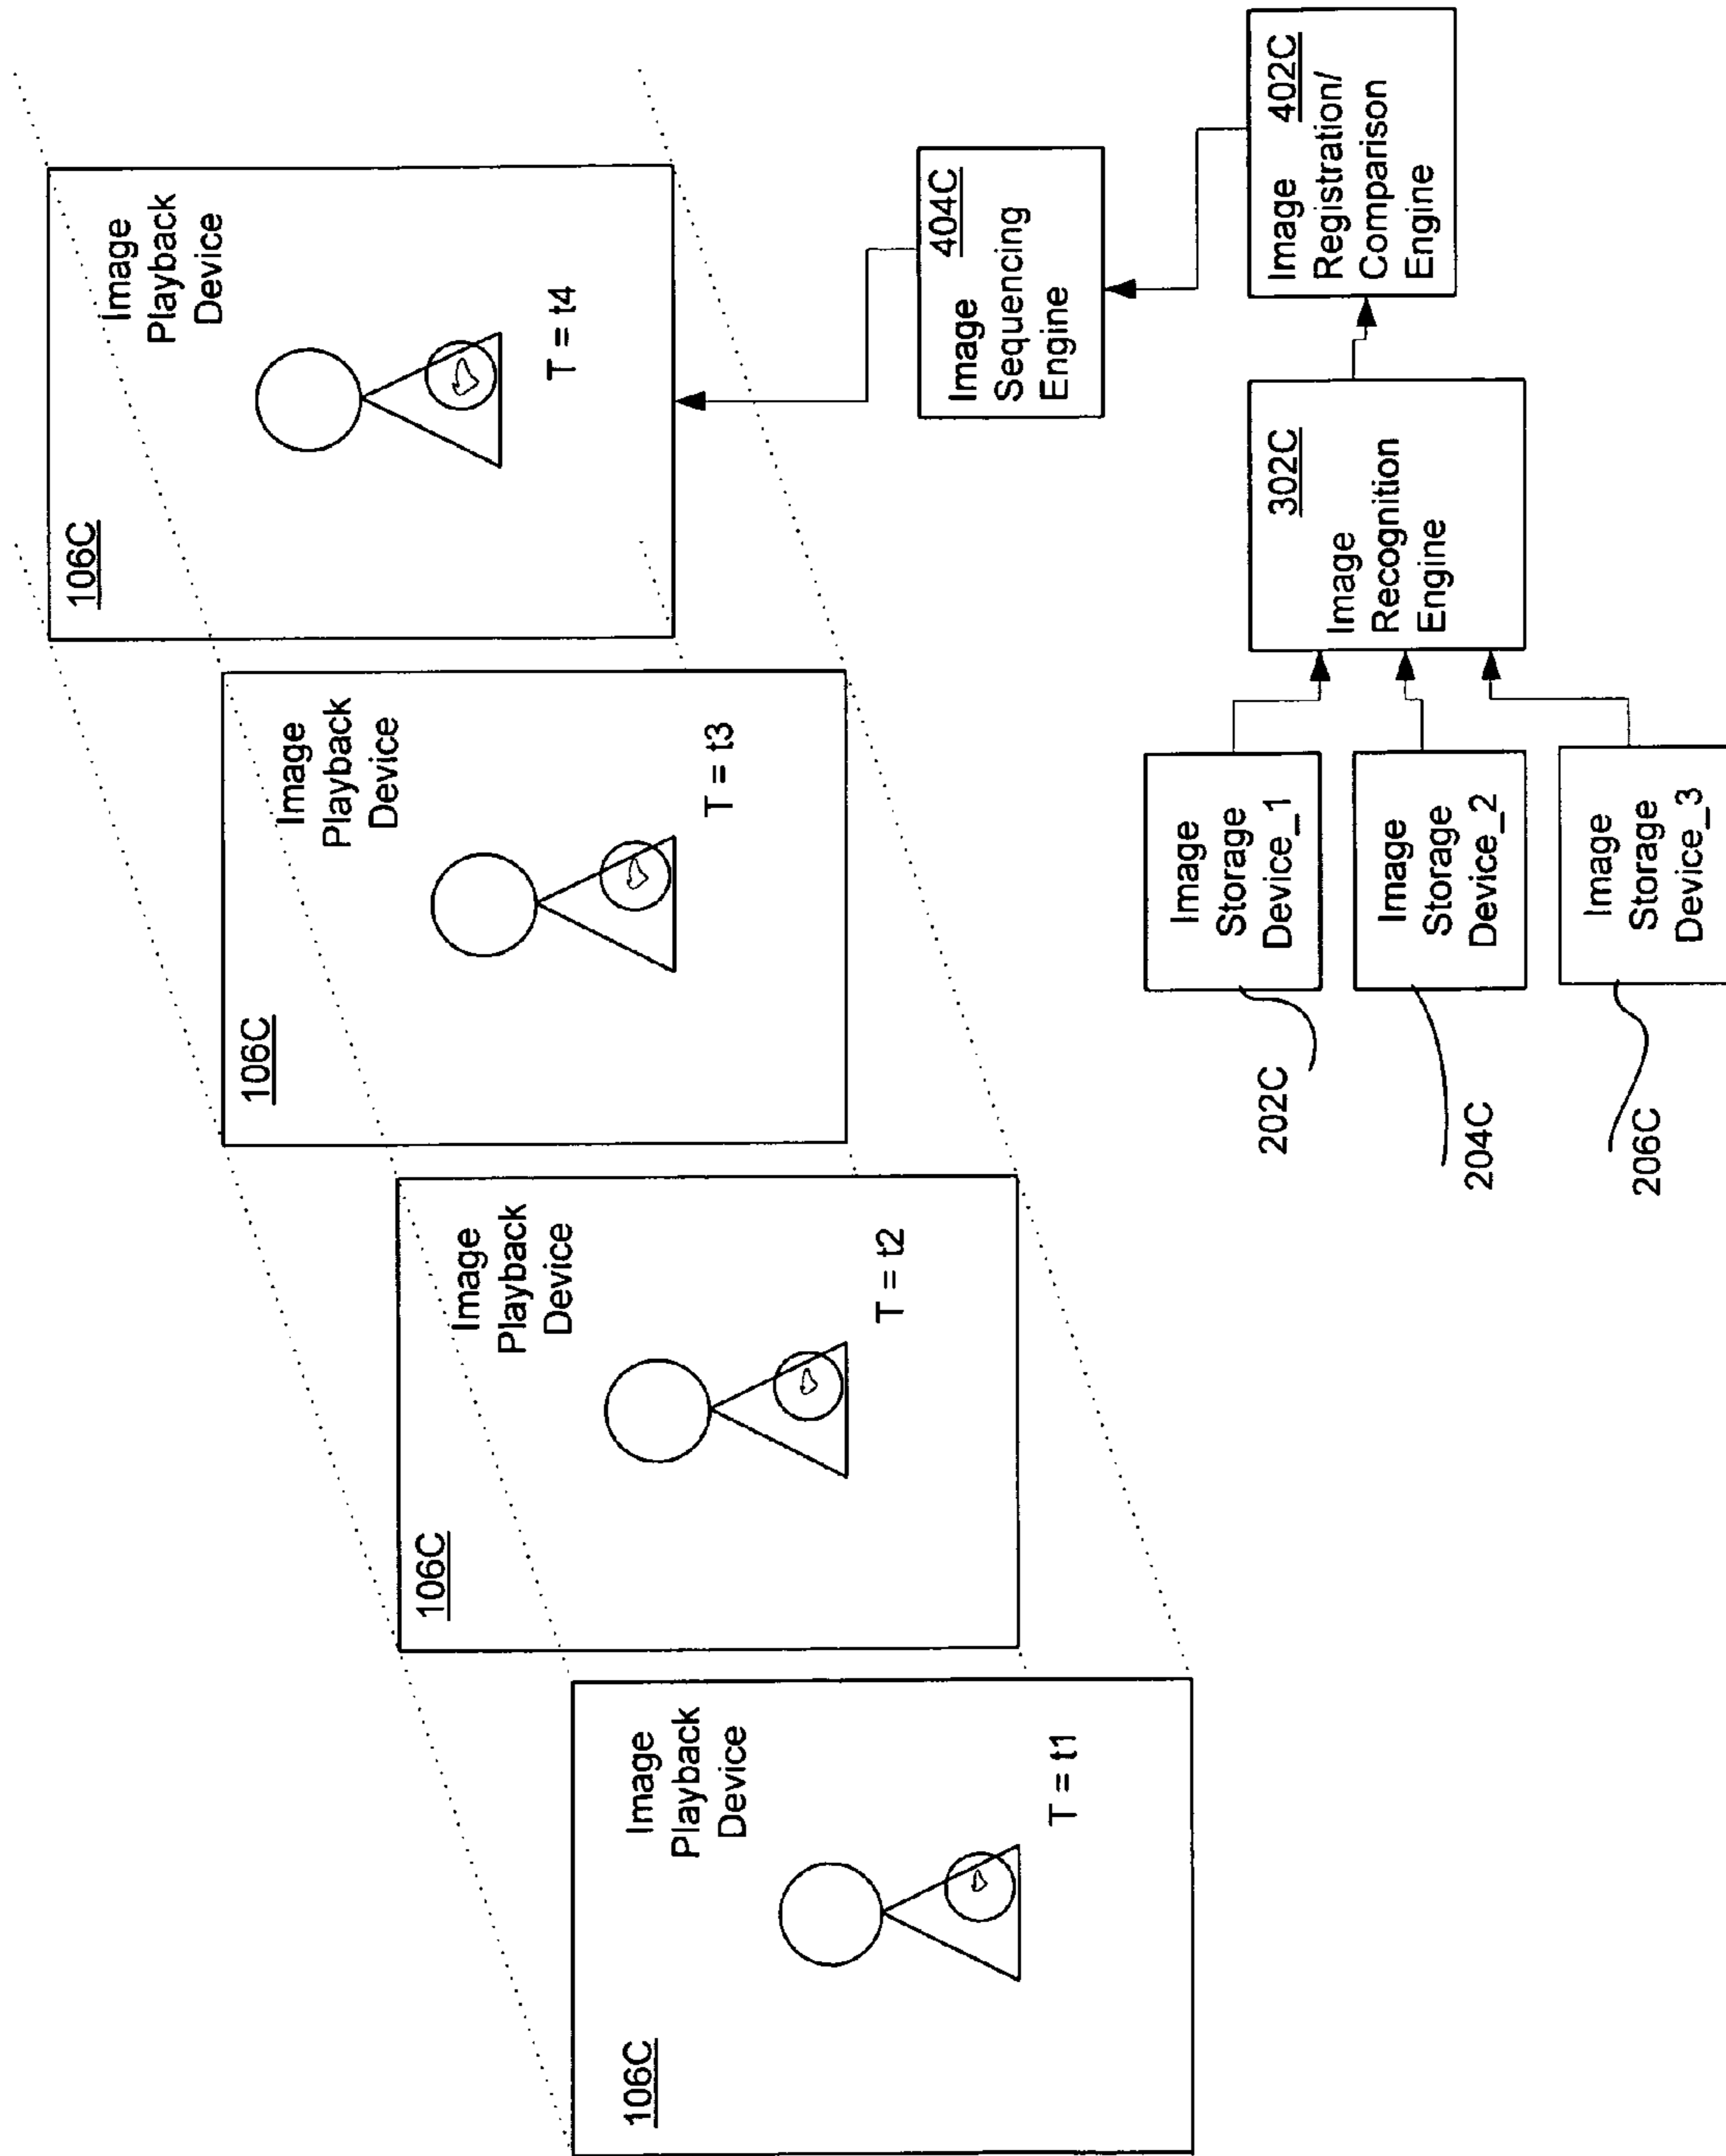 106C
Image
Playback
Device
T = t1
106C
Image
Playback
Device
T = t2
106C
Image
Playback
Device
T = t3
106C
Image
Playback
Device
T = t4
202C
Image
Storage
Device_1
204C
Image
Storage
Device_2
206C
Image
Storage
Device_3
302C
Image
Recognition
Engine
402C
Image
Registration/
Comparison
Engine
404C
Image
Sequencing
Engine